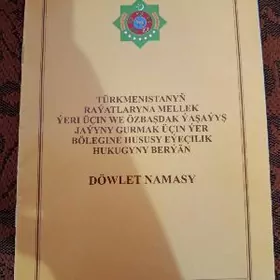 TÜRKMENISTANYŇ
RAÝATLARYNA MELLEK
ÝERI ÜÇIN WE ÖZBAŞDAK ÝAŞAÝYŞ
JAÝYNY GURMAK ÜÇIN ÝER
BÖLEGINE HUSUSY EÝEÇILIK
HUKUGYNY BERÝÄN
DÖWLET NAMASY